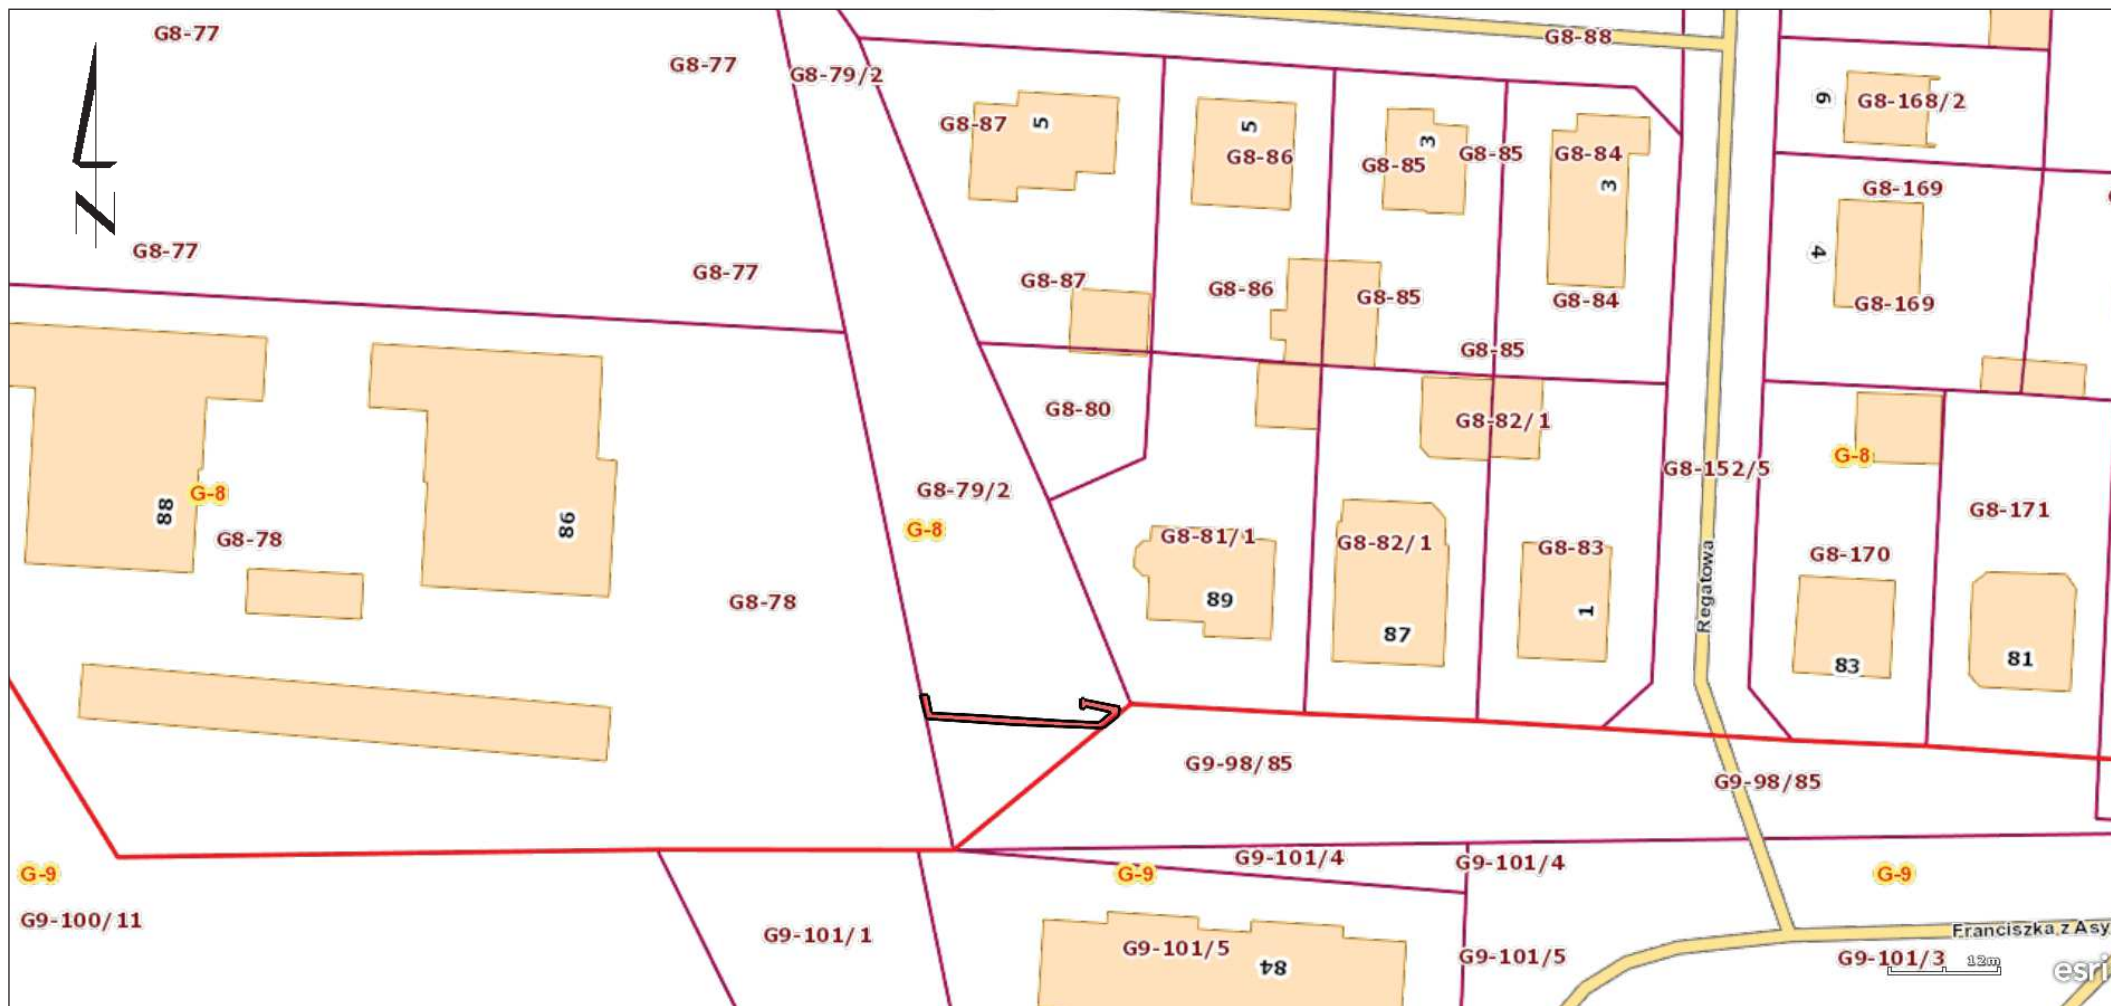 G8-77
G8-77
G8-79/2
G8-88
N
G8-87
5
5
G8-86
3
G8-85
G8-85
G8-84
3
6
G8-168/2
G8-169
4
G8-169
G8-77
G8-77
G8-87
G8-86
G8-85
G8-84
G8-85
G8-80
G8-82/1
G8-152/5
G-8
88
G-8
G8-78
86
G8-79/2
G-8
G8-78
G8-81/1
89
G8-82/1
87
G8-83
1
Regatowa
G8-170
83
G8-171
81
G9-98/85
G9-98/85
G-9
G9-100/11
G9-101/1
G-9
G9-101/4
G9-101/4
G-9
G9-101/5
84
G9-101/5
Franciszka z Asy
G9-101/3
12m
esri